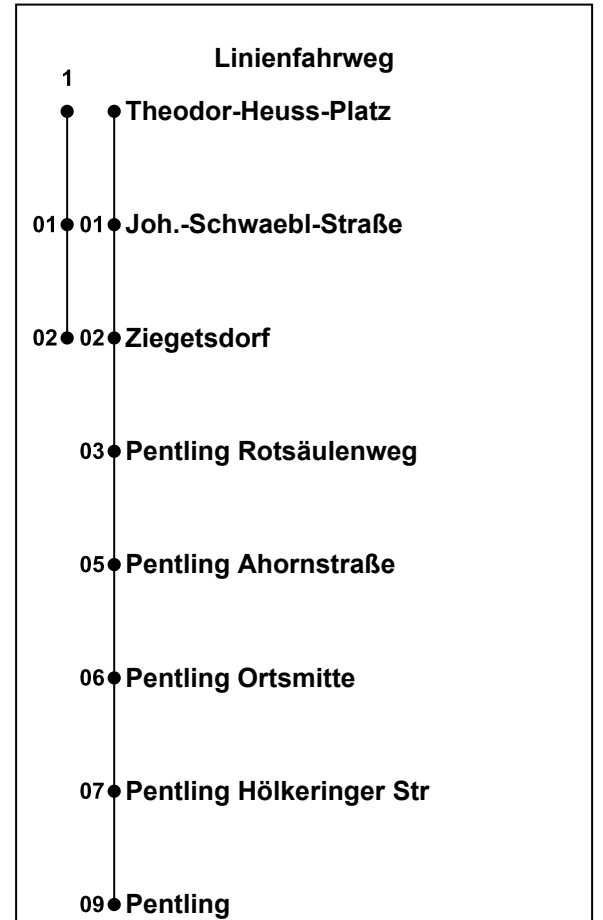 Linienfahrweg
1
Theodor-Heuss-Platz
01 01 Joh.-Schwaebl-Straße
02 02 Ziegetsdorf
03 Pentling Rotsäulenweg
05 Pentling Ahornstraße
06 Pentling Ortsmitte
07 Pentling Hölkeringer Str
09 Pentling